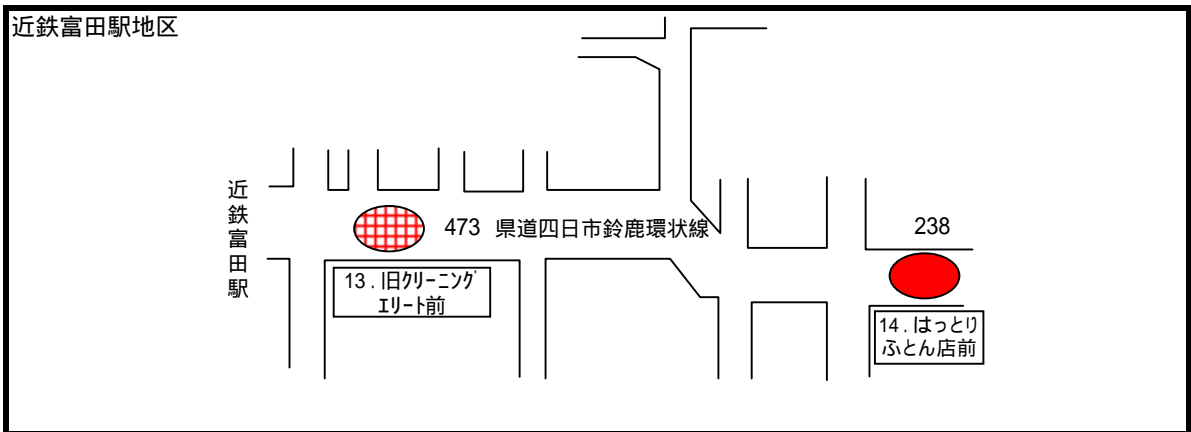 近鉄富田駅地区
近鉄富田駅
473 県道四日市鈴鹿環状線
238
13.旧ｸﾘｰﾆﾝｸﾞ
ｴﾘｰﾄ前
14.はっとり
ふとん店前